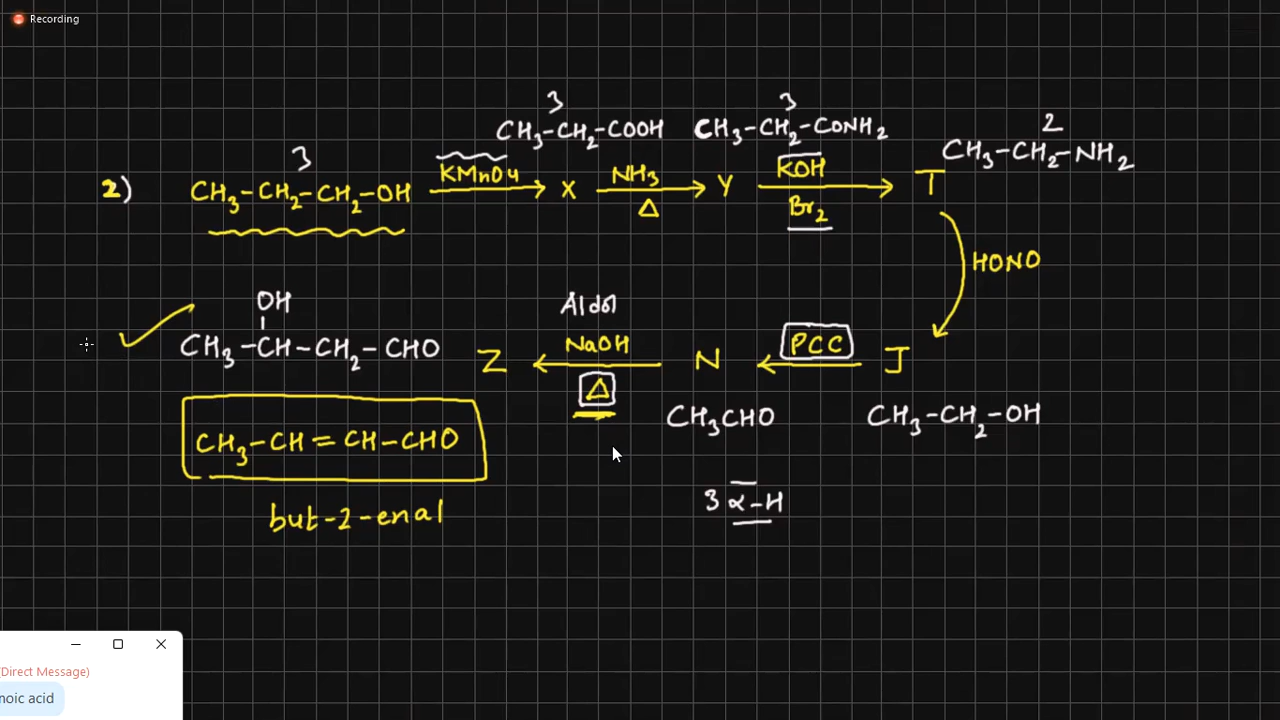 Recording
3
3
3
2
CH3-CH2-COOH
CH3-CH2-CONH2
CH3-CH2-NH2
2) CH3-CH2-CH2-OH KMnO4 → X NH3 → Y KOH → T
Δ
Br2
HONO
OH
Aldol
CH3-CH-CH2-CHO Z ← NaOH N ← PCC J
Δ
CH3CHO
CH3-CH2-OH
CH3-CH=CH-CHO
3 α-H
but-2-enal
(Direct Message)
noic acid